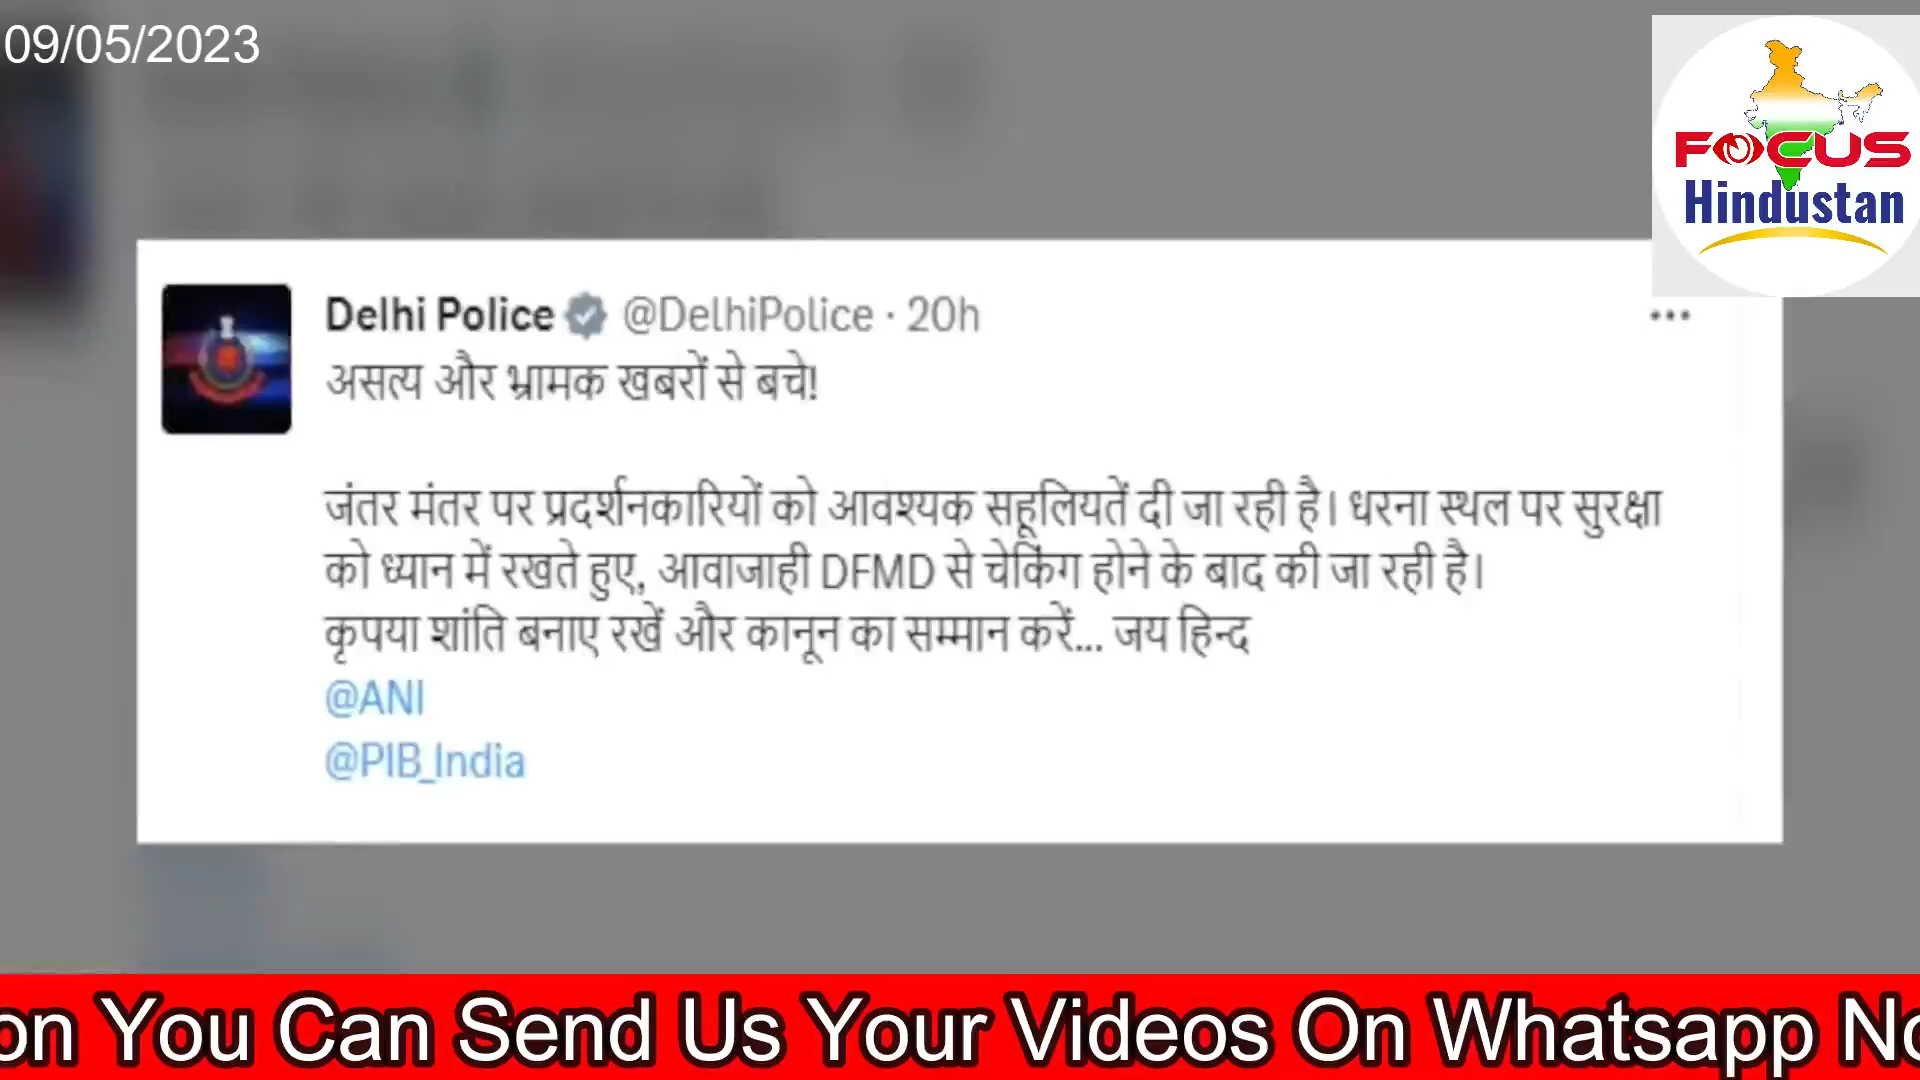 09/05/2023
FOCUS
Hindustan
Delhi Police @DelhiPolice · 20h
असत्य और भ्रामक खबरों से बचे!
जंतर मंतर पर प्रदर्शनकारियों को आवश्यक सहूलियतें दी जा रही है। धरना स्थल पर सुरक्षा
को ध्यान में रखते हुए, आवाजाही DFMD से चेकिंग होने के बाद की जा रही है।
कृपया शांति बनाए रखें और कानून का सम्मान करें... जय हिन्द
@ANI
@PIB_India
on You Can Send Us Your Videos On Whatsapp No